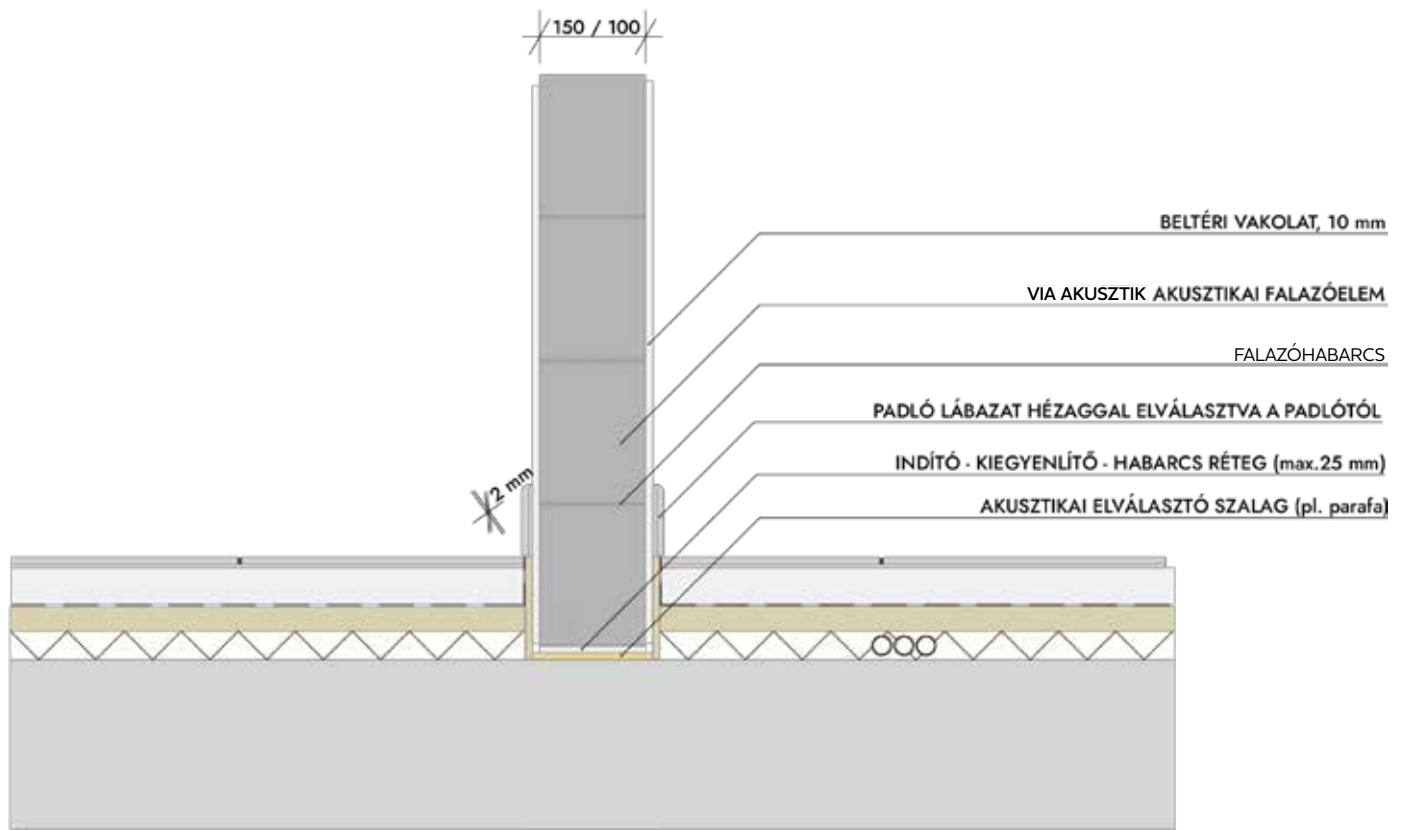 150 / 100
BELTÉRI VAKOLAT, 10 mm
VIA AKUSZTIK AKUSZTIKAI FALAZÓELEM
FALAZÓHABARCS
PADLÓ LÁBAZAT HÉZAGGAL ELVÁLASZTVA A PADLÓTÓL
INDÍTÓ - KIEGYENLÍTŐ - HABARCS RÉTEG (max.25 mm)
2 mm
AKUSZTIKAI ELVÁLASZTÓ SZALAG (pl. parafa)